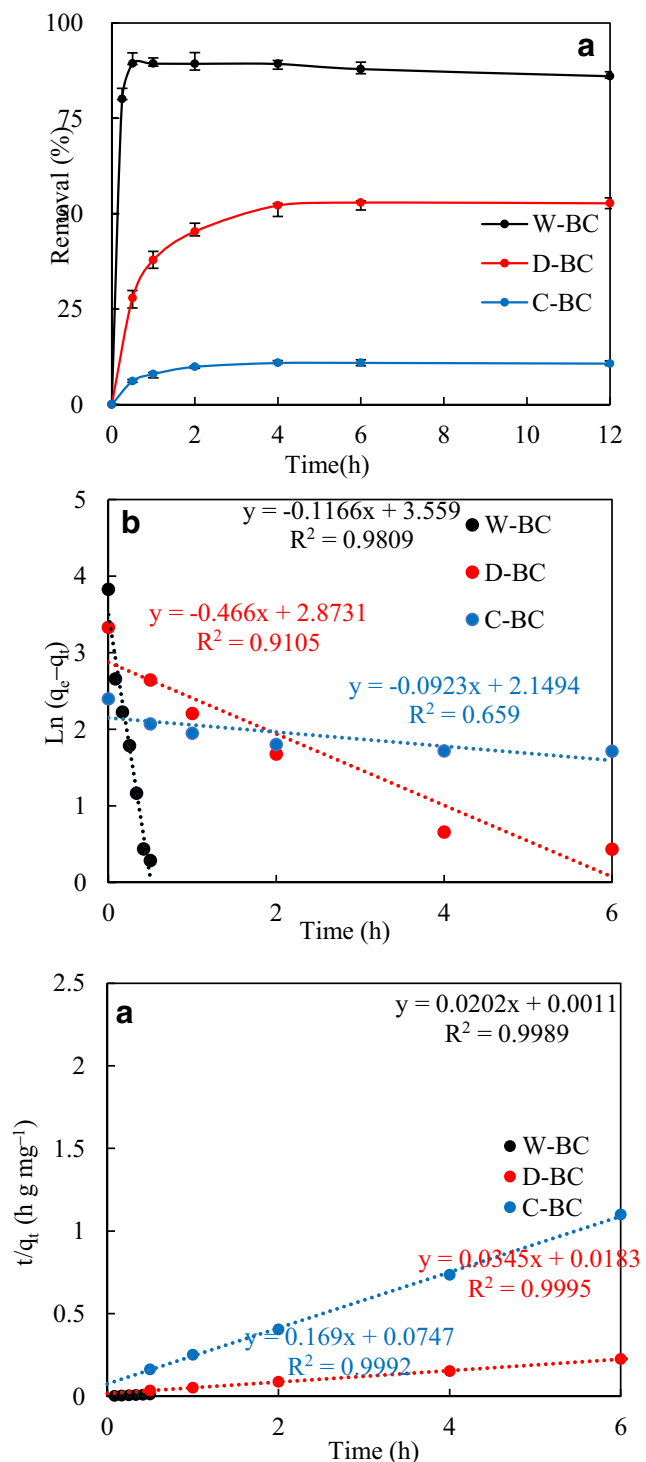 100
75
50
25
0
Removal (%)
a
W-BC
D-BC
C-BC
0 2 4 6 8 10 12
Time(h)
b
5
4
3
2
1
0
Ln (qe−qt)
y = -0.1166x + 3.559
R² = 0.9809
W-BC
D-BC
C-BC
y = -0.466x + 2.8731
R² = 0.9105
y = -0.0923x + 2.1494
R² = 0.659
0 2 4 6
Time (h)
a
2.5
2
1.5
1
0.5
0
t/qt (h g mg⁻¹)
y = 0.0202x + 0.0011
R² = 0.9989
W-BC
D-BC
C-BC
y = 0.0345x + 0.0183
R² = 0.9995
y = 0.169x + 0.0747
R² = 0.9992
0 2 4 6
Time (h)